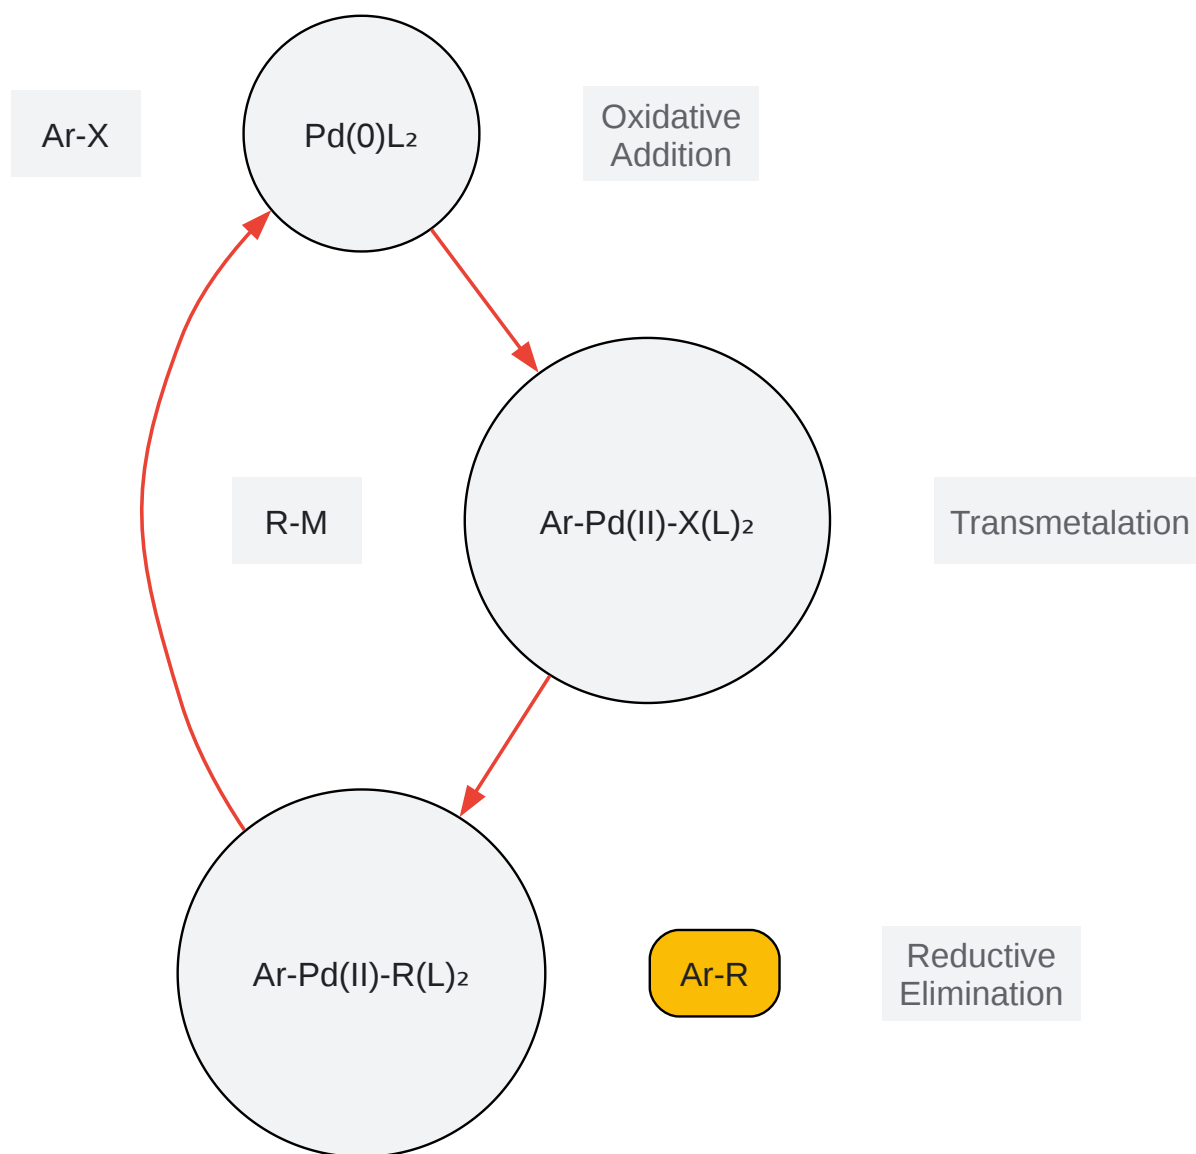 Ar-X
Pd(0)L₂
Oxidative
Addition
R-M
Ar-Pd(II)-X(L)₂
Transmetalation
Ar-Pd(II)-R(L)₂
Ar-R
Reductive
Elimination